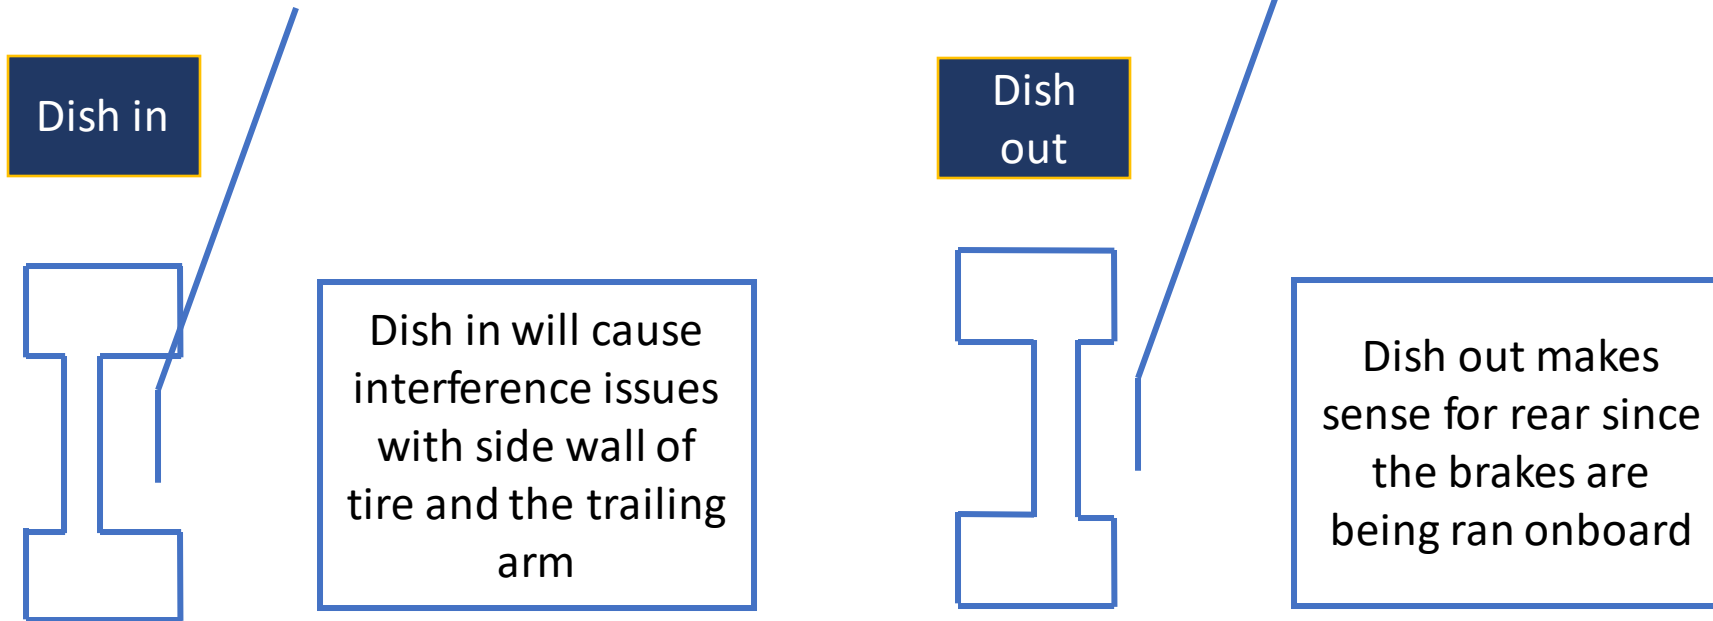 Dish in
Dish
out
Dish in will cause
interference issues
with side wall of
tire and the trailing
arm
Dish out makes
sense for rear since
the brakes are
being ran onboard